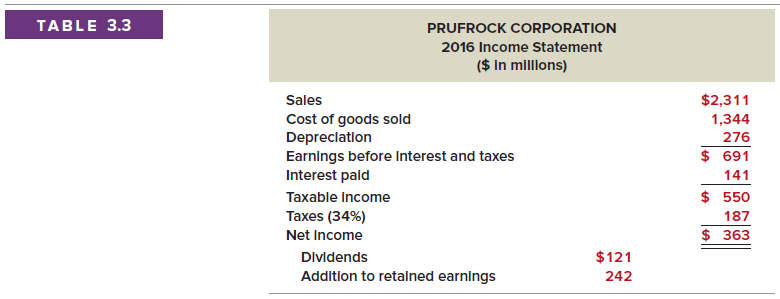 TABLE 3.3
PRUFROCK CORPORATION
2016 Income Statement
($ in millions)
Sales $2,311
Cost of goods sold 1,344
Depreciation 276
Earnings before interest and taxes $ 691
Interest paid 141
Taxable income $ 550
Taxes (34%) 187
Net income $ 363
Dividends $121
Addition to retained earnings 242